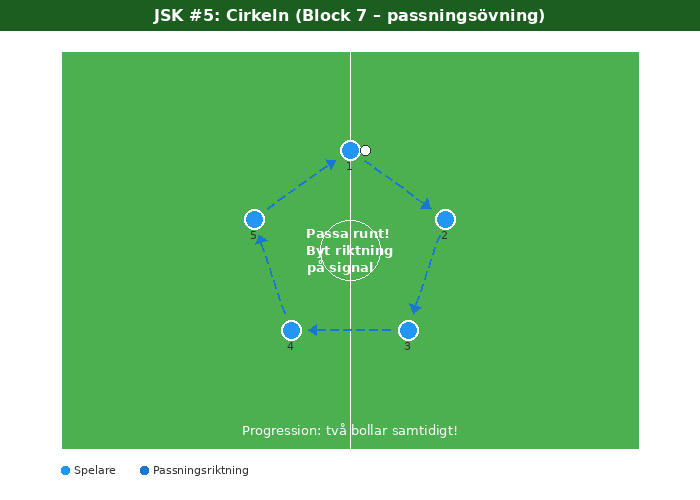 JSK #5: Cirkeln (Block 7 – passningsövning)
1
5
2
Passa runt!
Byt riktning
på signal
4
3
Progression: två bollar samtidigt!
Spelare
Passningsriktning